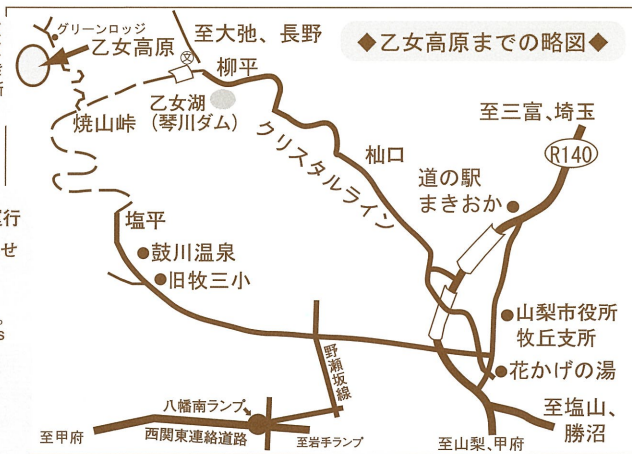 ◆乙女高原までの略図◆
グリーンロッジ
乙女高原
至大弛、長野
文
柳平
乙女湖
(琴川ダム)
焼山峠
クリスタルライン
杣口
至三富、埼玉
R140
道の駅
まきおか
塩平
鼓川温泉
旧牧三小
山梨市役所
牧丘支所
花かげの湯
野瀬坂線
八幡南ランプ
西関東連絡道路
至甲府
至岩手ランプ
至山梨、甲府
至塩山、
勝沼
所
行
せ
。
s